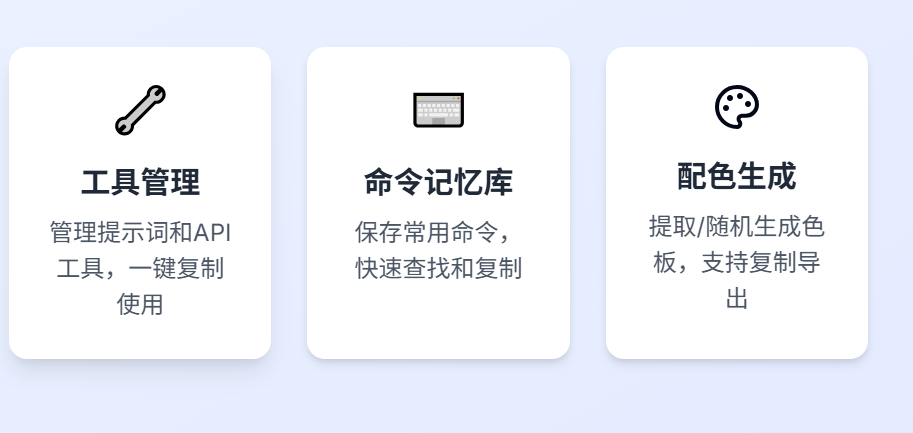 工具管理
管理提示词和API
工具，一键复制
使用
命令记忆库
保存常用命令，
快速查找和复制
配色生成
提取/随机生成色
板，支持复制导
出